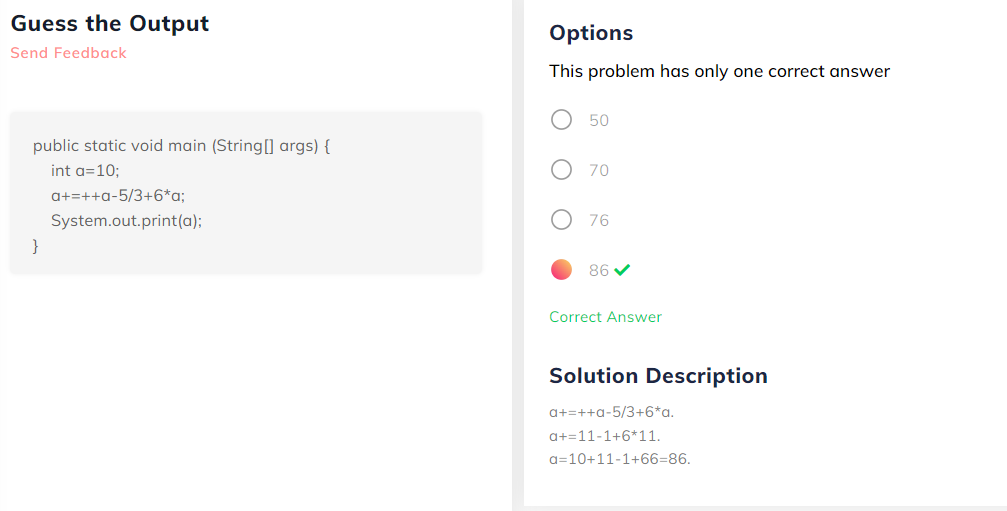 Guess the Output
Send Feedback
public static void main (String[] args) {
int a=10;
a+=++a-5/3+6*a;
System.out.print(a);
}
Options
This problem has only one correct answer
50
70
76
86
Correct Answer
Solution Description
a+=++a-5/3+6*a.
a+=11-1+6*11.
a=10+11-1+66=86.